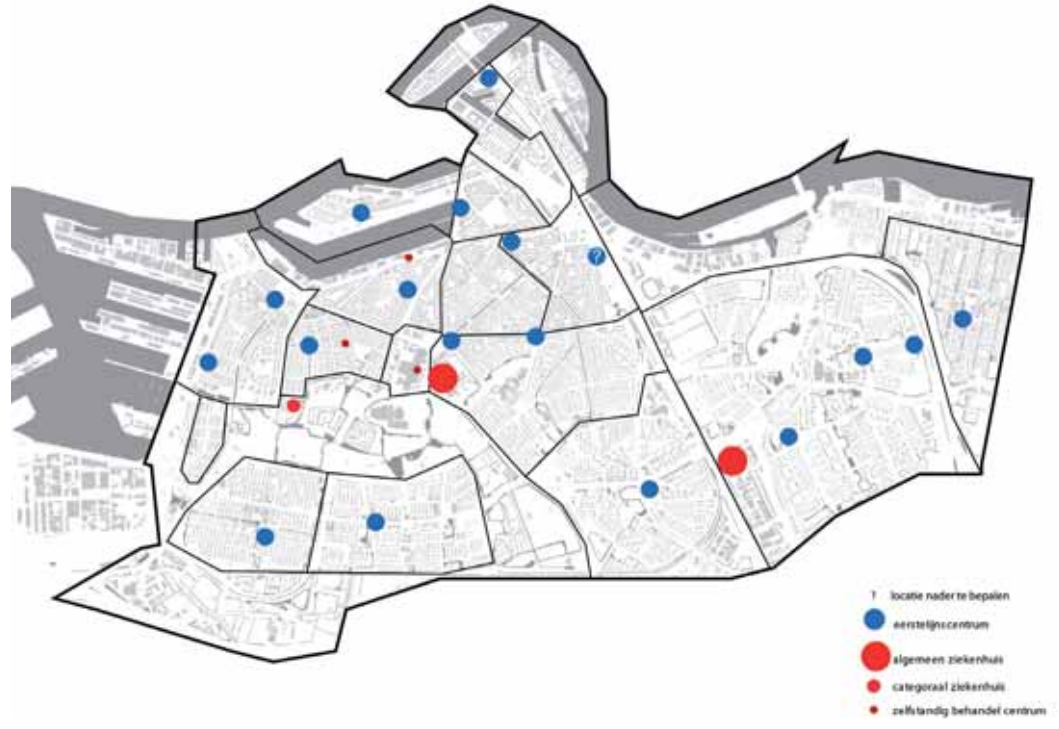 ?
? locatie nader te bepalen
eerstelijnscentrum
algemeen ziekenhuis
categoraal ziekenhuis
zelfstandig behandel centrum